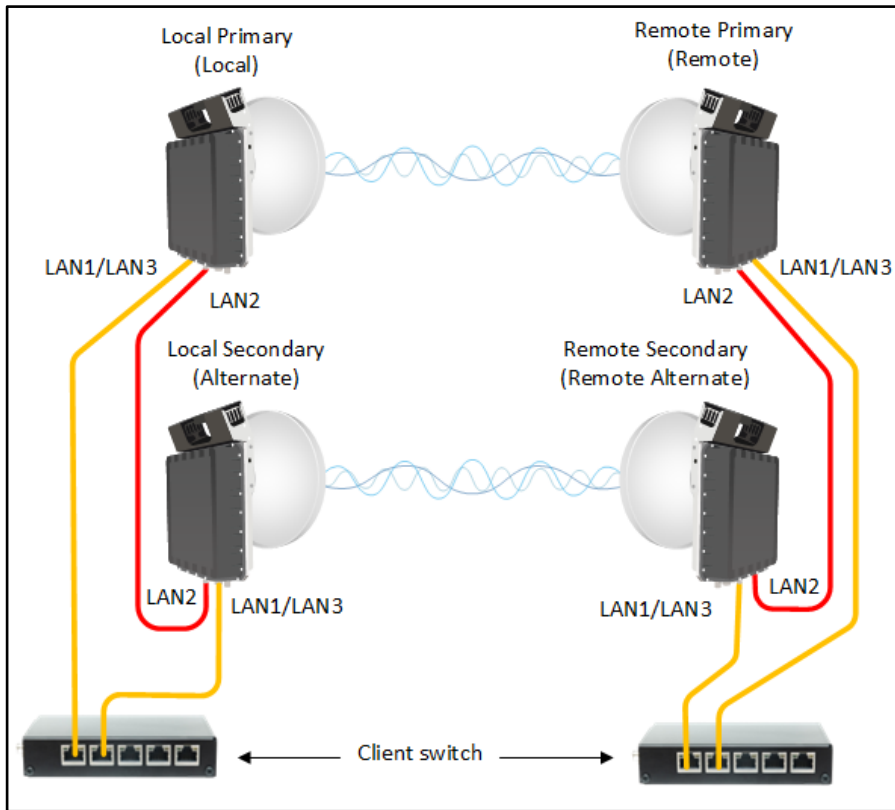 Local Primary
(Local)
Remote Primary
(Remote)
LAN1/LAN3
LAN2
LAN1/LAN3
LAN2
Local Secondary
(Alternate)
Remote Secondary
(Remote Alternate)
LAN2
LAN1/LAN3
LAN2
LAN1/LAN3
Client switch